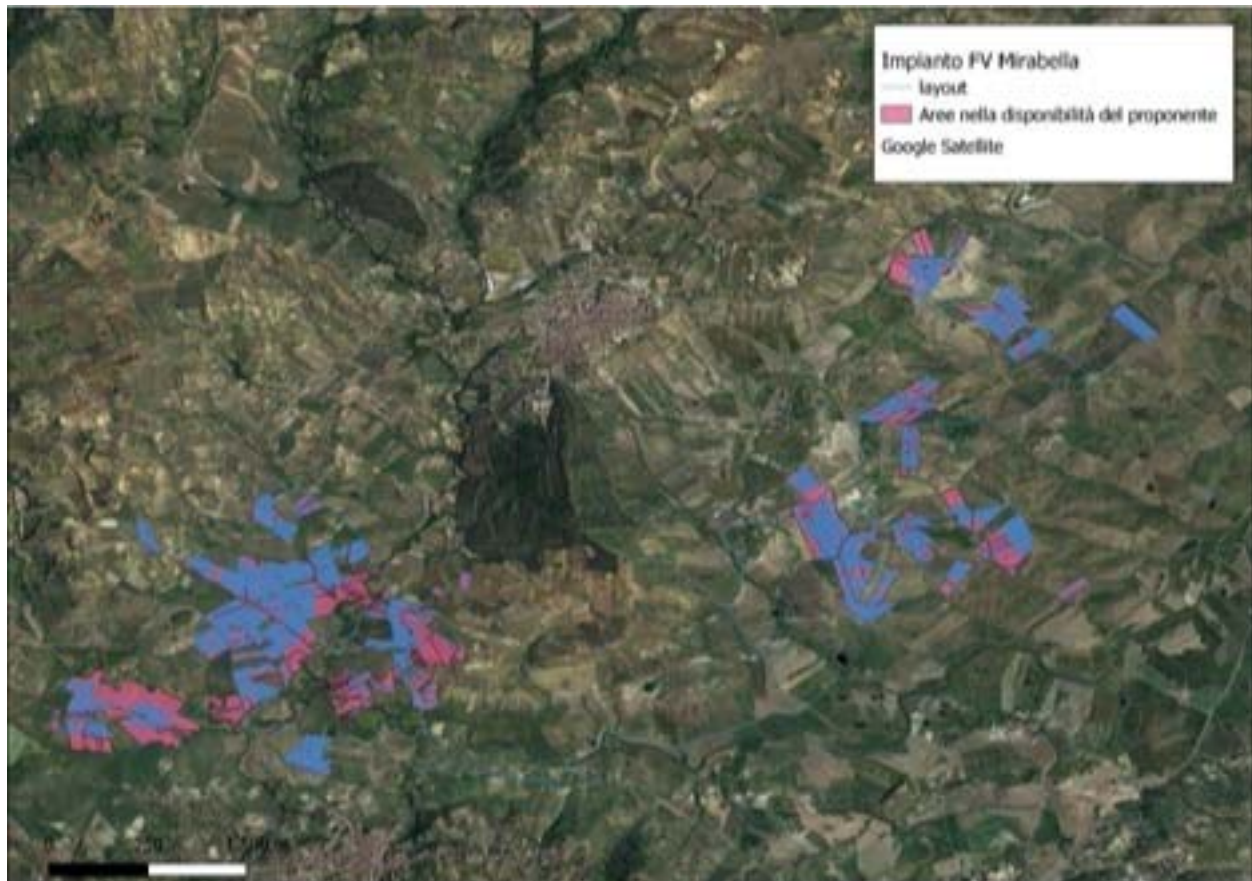 Impianto FV Mirabella
layout
Aree nella disponibilità del proponente
Google Satellite